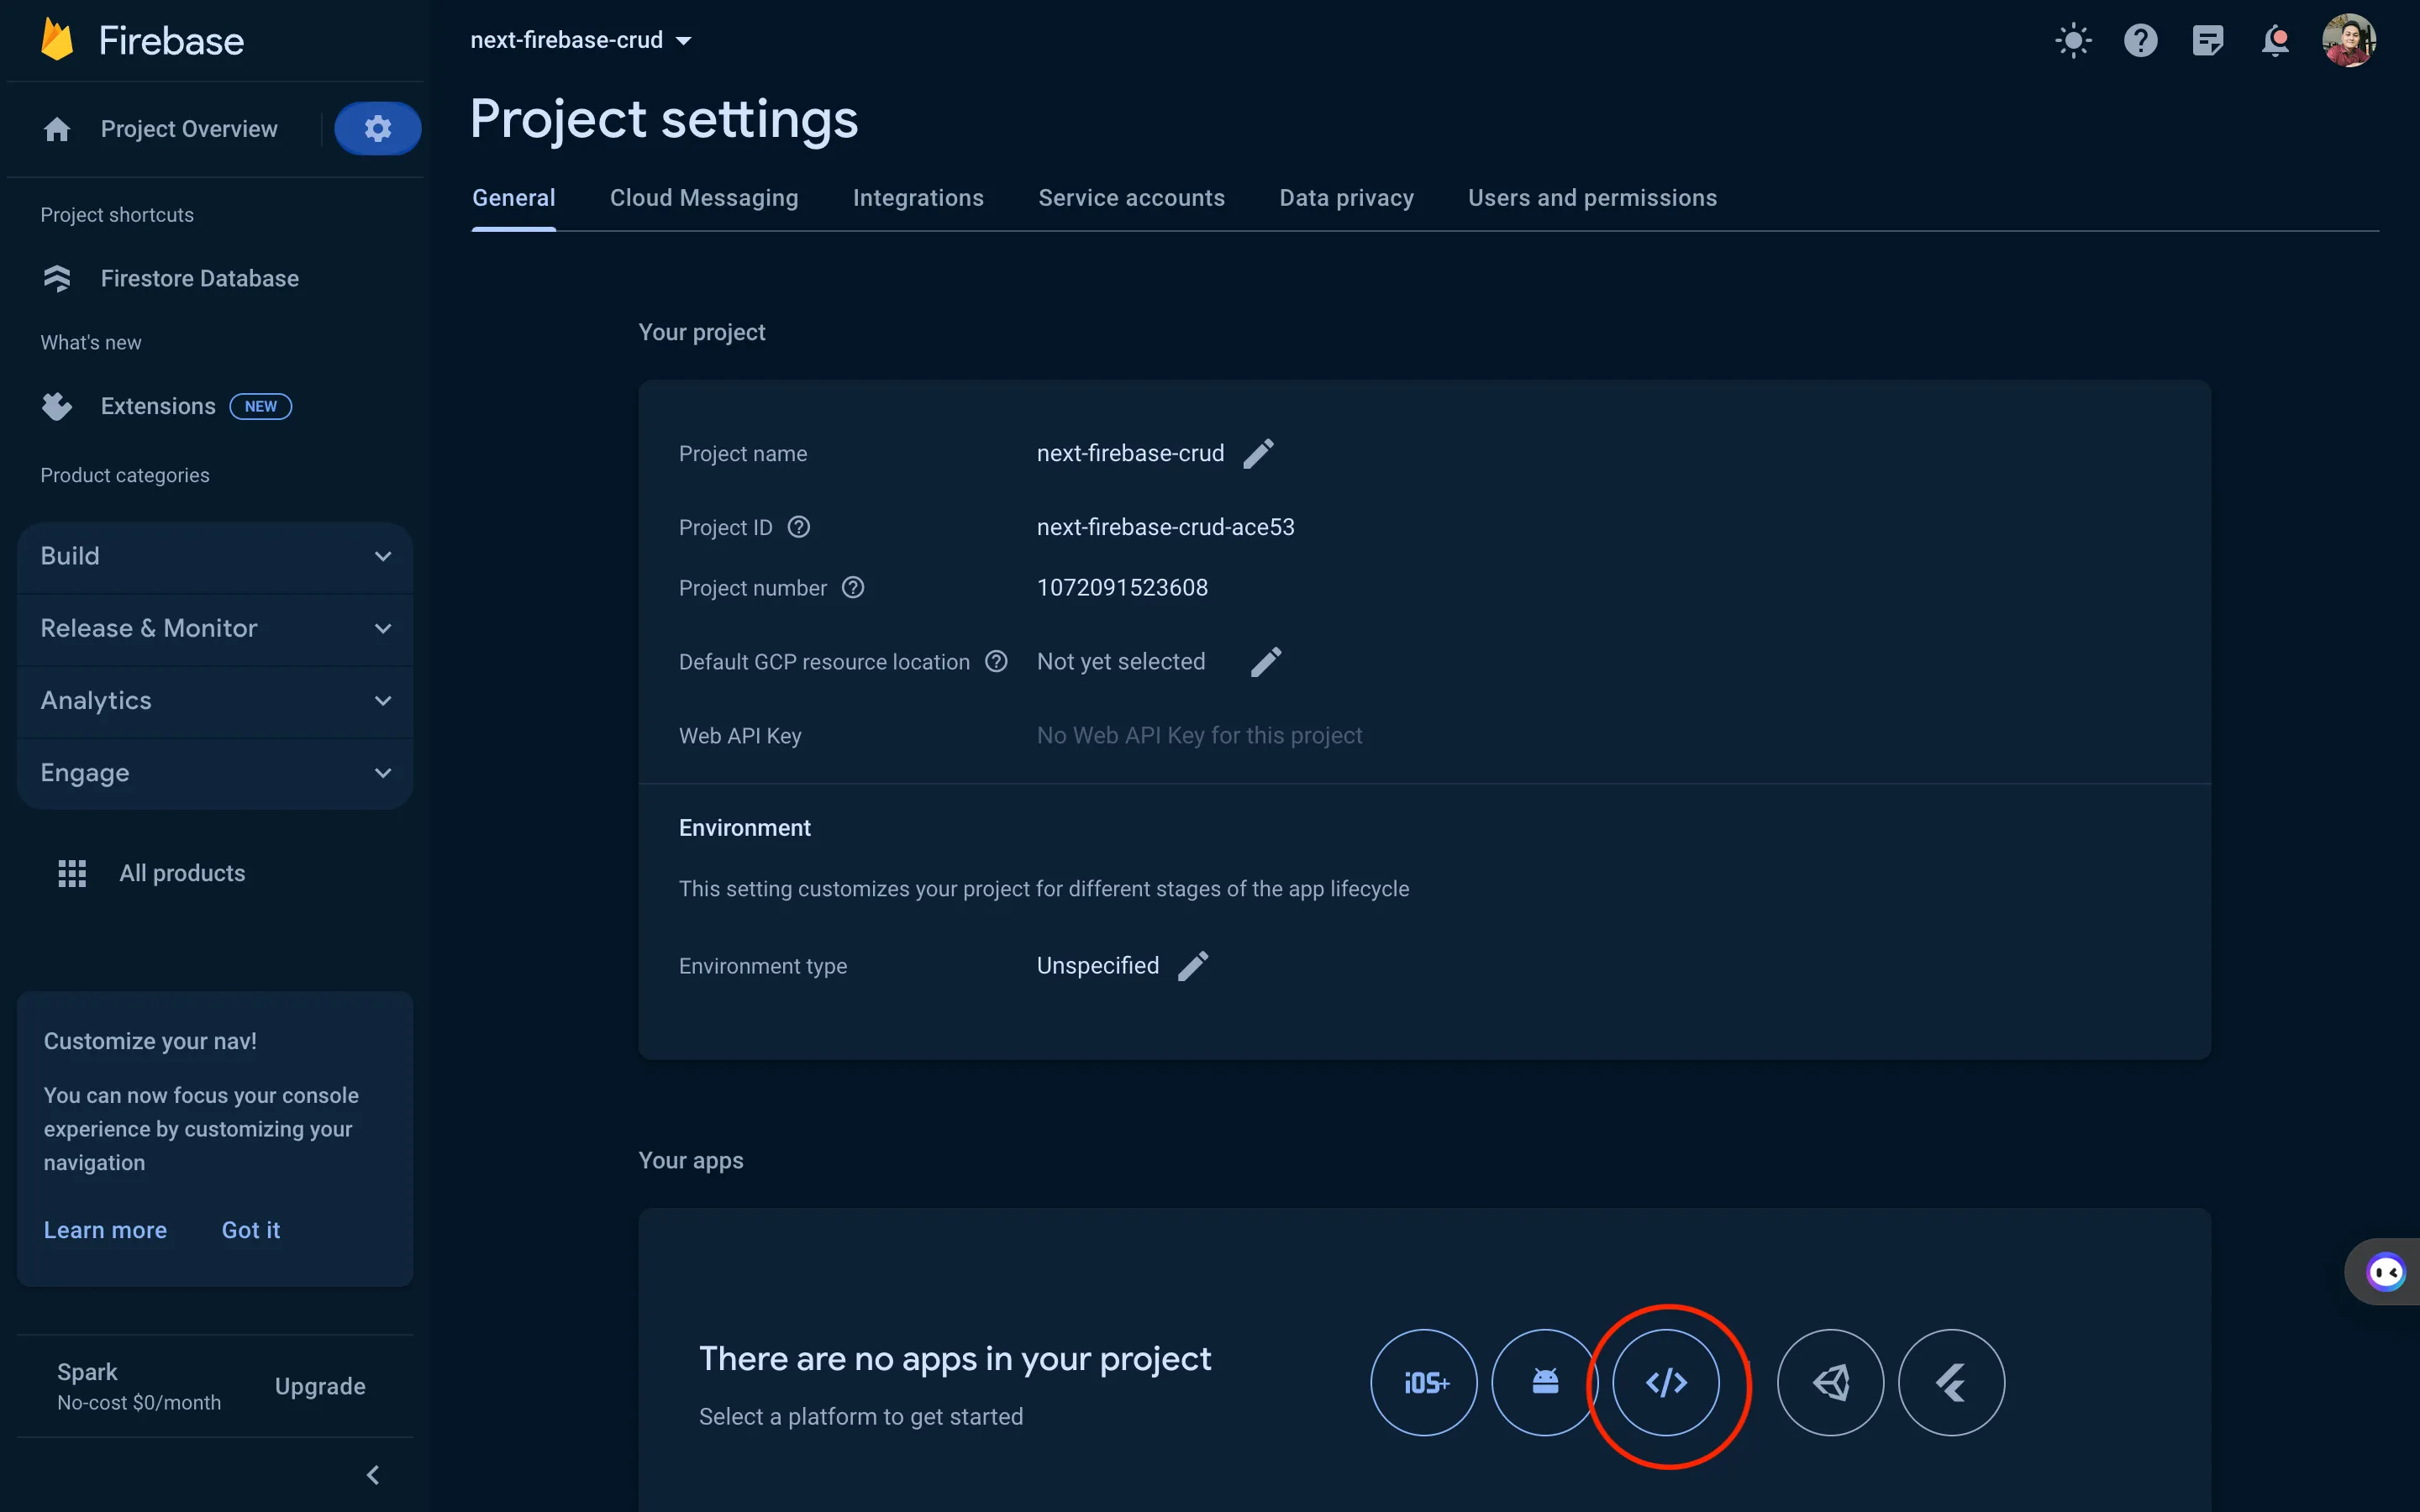 Firebase
next-firebase-crud
Project Overview
Project settings
General
Cloud Messaging
Integrations
Service accounts
Data privacy
Users and permissions
Project shortcuts
Firestore Database
What's new
Extensions NEW
Product categories
Build
Release & Monitor
Analytics
Engage
All products
Customize your nav!
You can now focus your console
experience by customizing your
navigation
Learn more Got it
Spark
No-cost $0/month
Upgrade
Your project
Project name next-firebase-crud
Project ID next-firebase-crud-ace53
Project number 1072091523608
Default GCP resource location Not yet selected
Web API Key No Web API Key for this project
Environment
This setting customizes your project for different stages of the app lifecycle
Environment type Unspecified
Your apps
There are no apps in your project
Select a platform to get started
iOS+